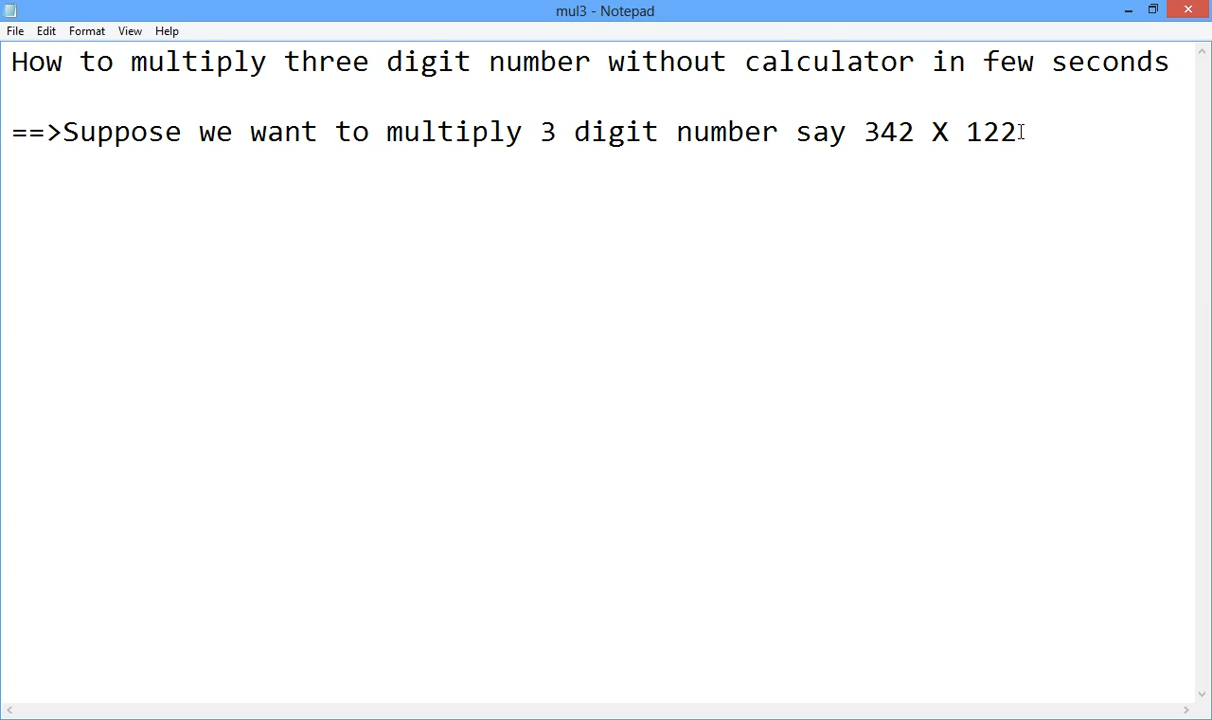 mul3 - Notepad
File Edit Format View Help
How to multiply three digit number without calculator in few seconds
==>Suppose we want to multiply 3 digit number say 342 X 122